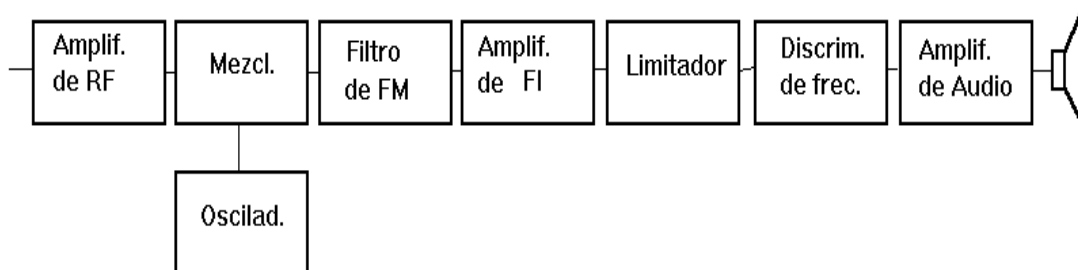 Amplif.
de RF
Mezcl.
Filtro
de FM
Amplif.
de FI
Limitador
Discrim.
de frec.
Amplif.
de Audio
Oscilad.